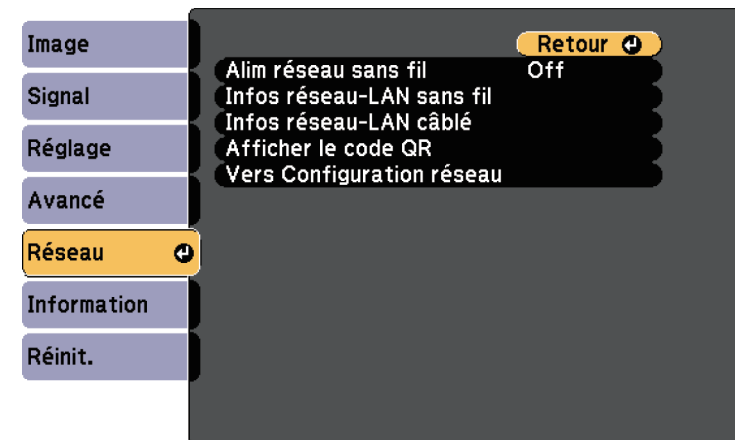 Image
Signal
Réglage
Avancé
Réseau
Information
Réinit.
Retour
Alim réseau sans fil Off
Infos réseau-LAN sans fil
Infos réseau-LAN câblé
Afficher le code QR
Vers Configuration réseau